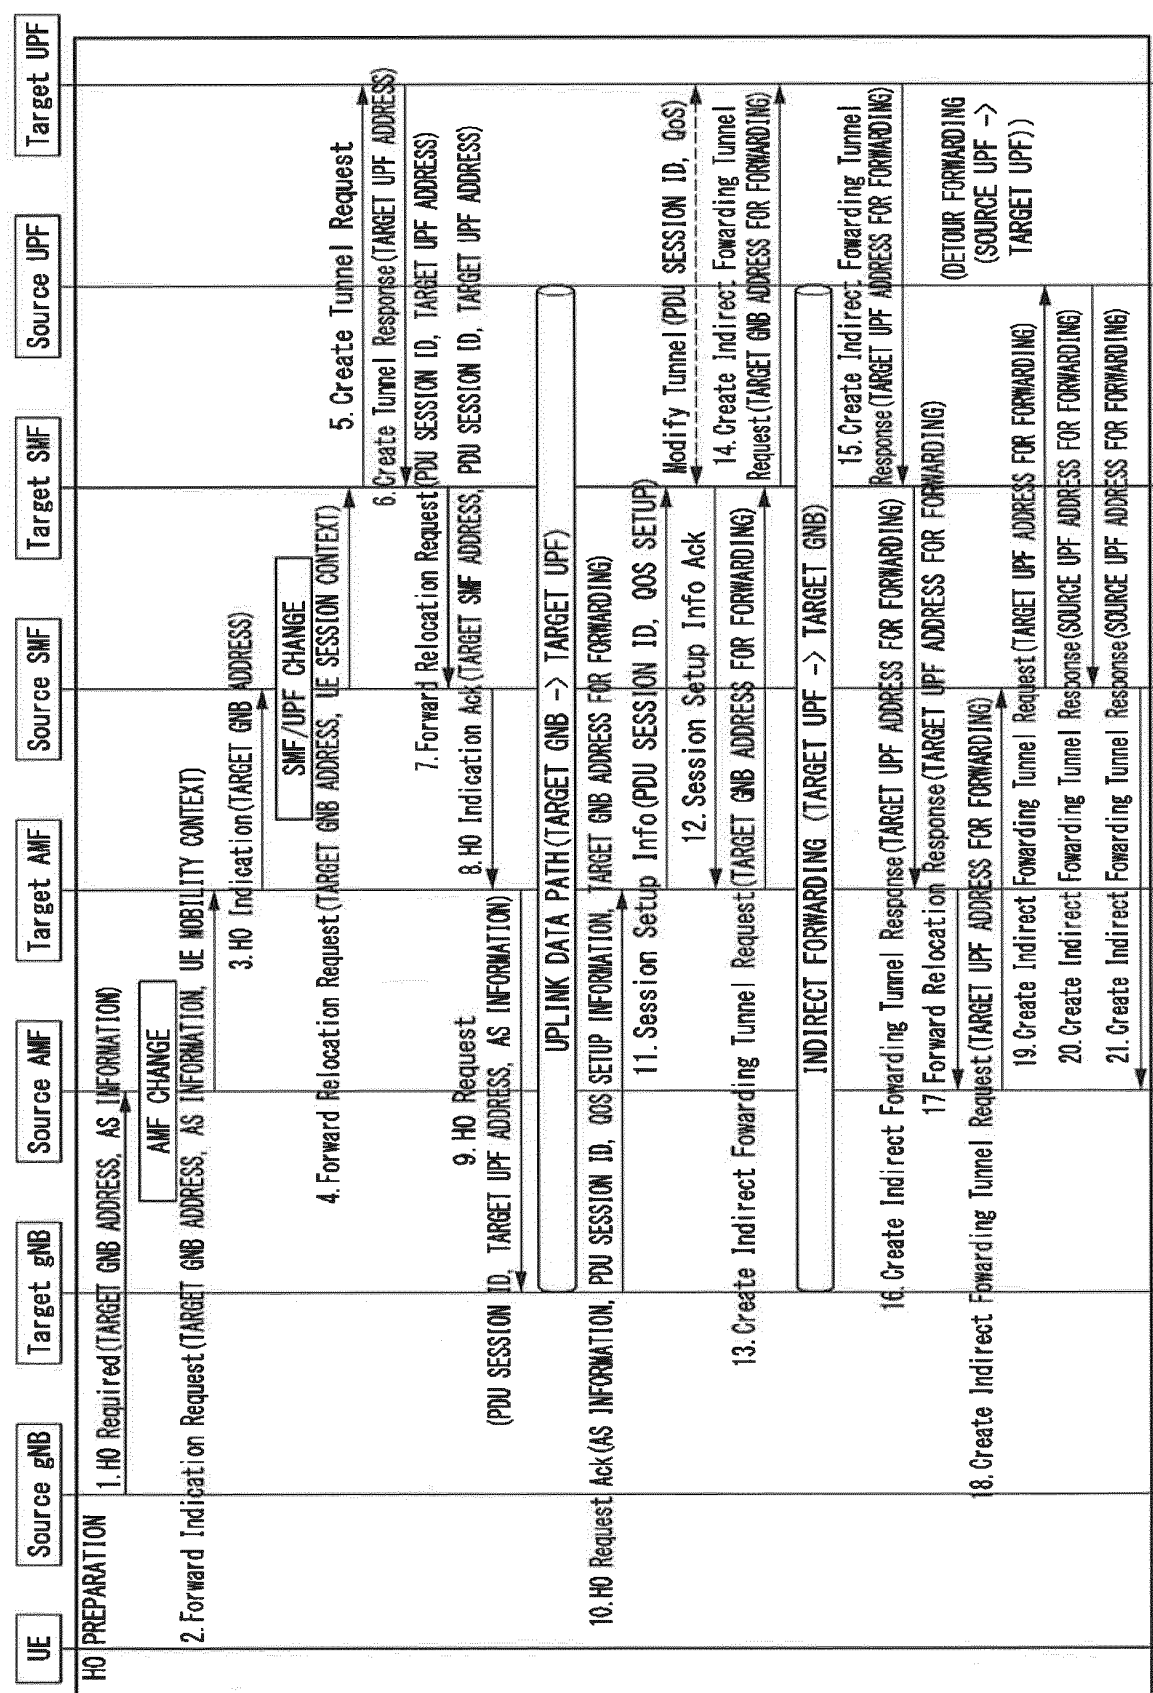 UE
Source gNB
Target gNB
Source AMF
Target AMF
Source SMF
Target SMF
Source UPF
Target UPF
HO PREPARATION
1. HO Required (TARGET GNB ADDRESS, AS INFORMATION)
AMF CHANGE
2. Forward Indication Request (TARGET GNB ADDRESS, AS INFORMATION, UE MOBILITY CONTEXT)
3. HO Indication (TARGET GNB ADDRESS)
SMF/UPF CHANGE
4. Forward Relocation Request (TARGET GNB ADDRESS, UE SESSION CONTEXT)
5. Create Tunnel Request
6. Create Tunnel Response (TARGET UPF ADDRESS)
7. Forward Relocation Request (PDU SESSION ID, TARGET UPF ADDRESS)
8. HO Indication Ack (TARGET SMF ADDRESS, PDU SESSION ID, TARGET UPF ADDRESS)
9. HO Request
(PDU SESSION ID, TARGET UPF ADDRESS, AS INFORMATION)
UPLINK DATA PATH (TARGET GNB -> TARGET UPF)
10. HO Request Ack (AS INFORMATION, PDU SESSION ID, QOS SETUP INFORMATION, TARGET GNB ADDRESS FOR FORWARDING)
11. Session Setup Info (PDU SESSION ID, QOS SETUP)
Modify Tunnel (PDU SESSION ID, QoS)
12. Session Setup Info Ack
14. Create Indirect Fowarding Tunnel
Request (TARGET GNB ADDRESS FOR FORWARDING)
13. Create Indirect Fowarding Tunnel Request (TARGET GNB ADDRESS FOR FORWARDING)
INDIRECT FORWARDING (TARGET UPF -> TARGET GNB)
15. Create Indirect Fowarding Tunnel
Response (TARGET UPF ADDRESS FOR FORWARDING)
16. Create Indirect Fowarding Tunnel Response (TARGET UPF ADDRESS FOR FORWARDING)
17. Forward Relocation Response (TARGET UPF ADDRESS FOR FORWARDING)
(DETOUR FORWARDING
(SOURCE UPF ->
TARGET UPF))
18. Create Indirect Fowarding Tunnel Request (TARGET UPF ADDRESS FOR FORWARDING)
19. Create Indirect Fowarding Tunnel Request (TARGET UPF ADDRESS FOR FORWARDING)
20. Create Indirect Fowarding Tunnel Response (SOURCE UPF ADDRESS FOR FORWARDING)
21. Create Indirect Fowarding Tunnel Response (SOURCE UPF ADDRESS FOR FORWARDING)